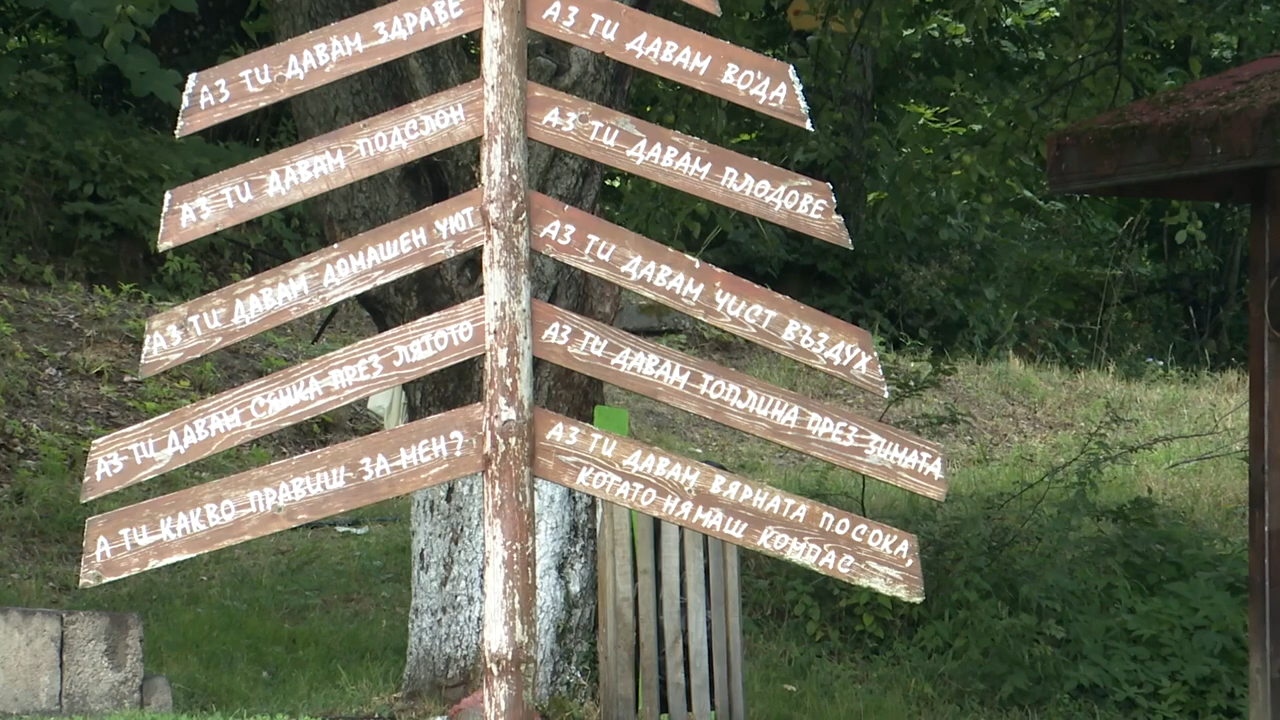 АЗ ТИ ДАВАМ ЗДРАВЕ
АЗ ТИ ДАВАМ ВОДА
АЗ ТИ ДАВАМ ПОДСЛОН
АЗ ТИ ДАВАМ ПЛОДОВЕ
АЗ ТИ ДАВАМ ДОМАШЕН УЮТ
АЗ ТИ ДАВАМ ЧИСТ ВЪЗДУХ
АЗ ТИ ДАВАМ СЯНКА ПРЕЗ ЛЯТОТО
АЗ ТИ ДАВАМ ТОПЛИНА ПРЕЗ ЗИМАТА
А ТИ КАКВО ПРАВИШ ЗА МЕН?
АЗ ТИ ДАВАМ ВЯРНАТА ПОСОКА,
КОГАТО НЯМАШ КОМПАС